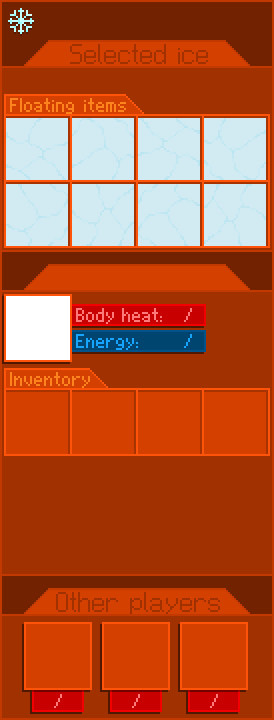 Selected ice
Floating items
Body heat: /
Energy: /
Inventory
Other players
/ / /